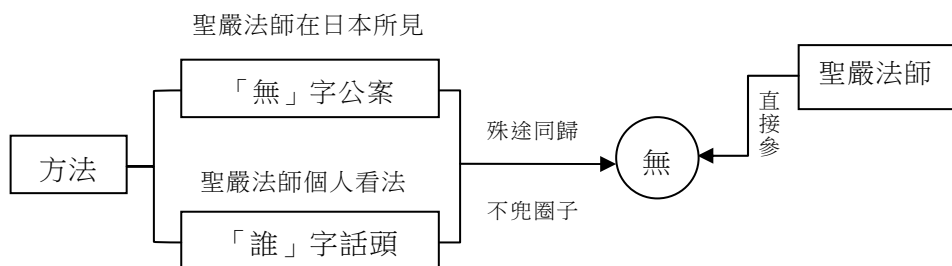 聖嚴法師在日本所見
「無」字公案
方法
聖嚴法師個人看法
「誰」字話頭
殊途同歸
不兜圈子
無
直接參
聖嚴法師